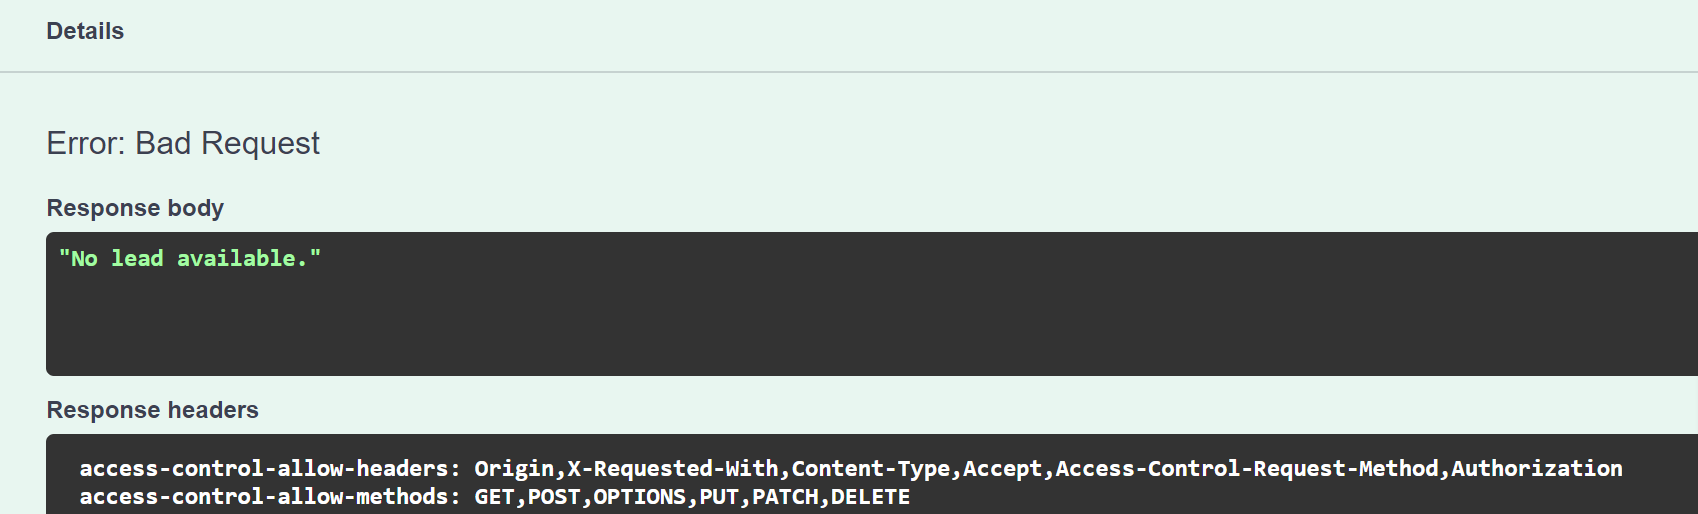 Details
Error: Bad Request
Response body
"No lead available."
Response headers
access-control-allow-headers: Origin,X-Requested-With,Content-Type,Accept,Access-Control-Request-Method,Authorization
access-control-allow-methods: GET,POST,OPTIONS,PUT,PATCH,DELETE